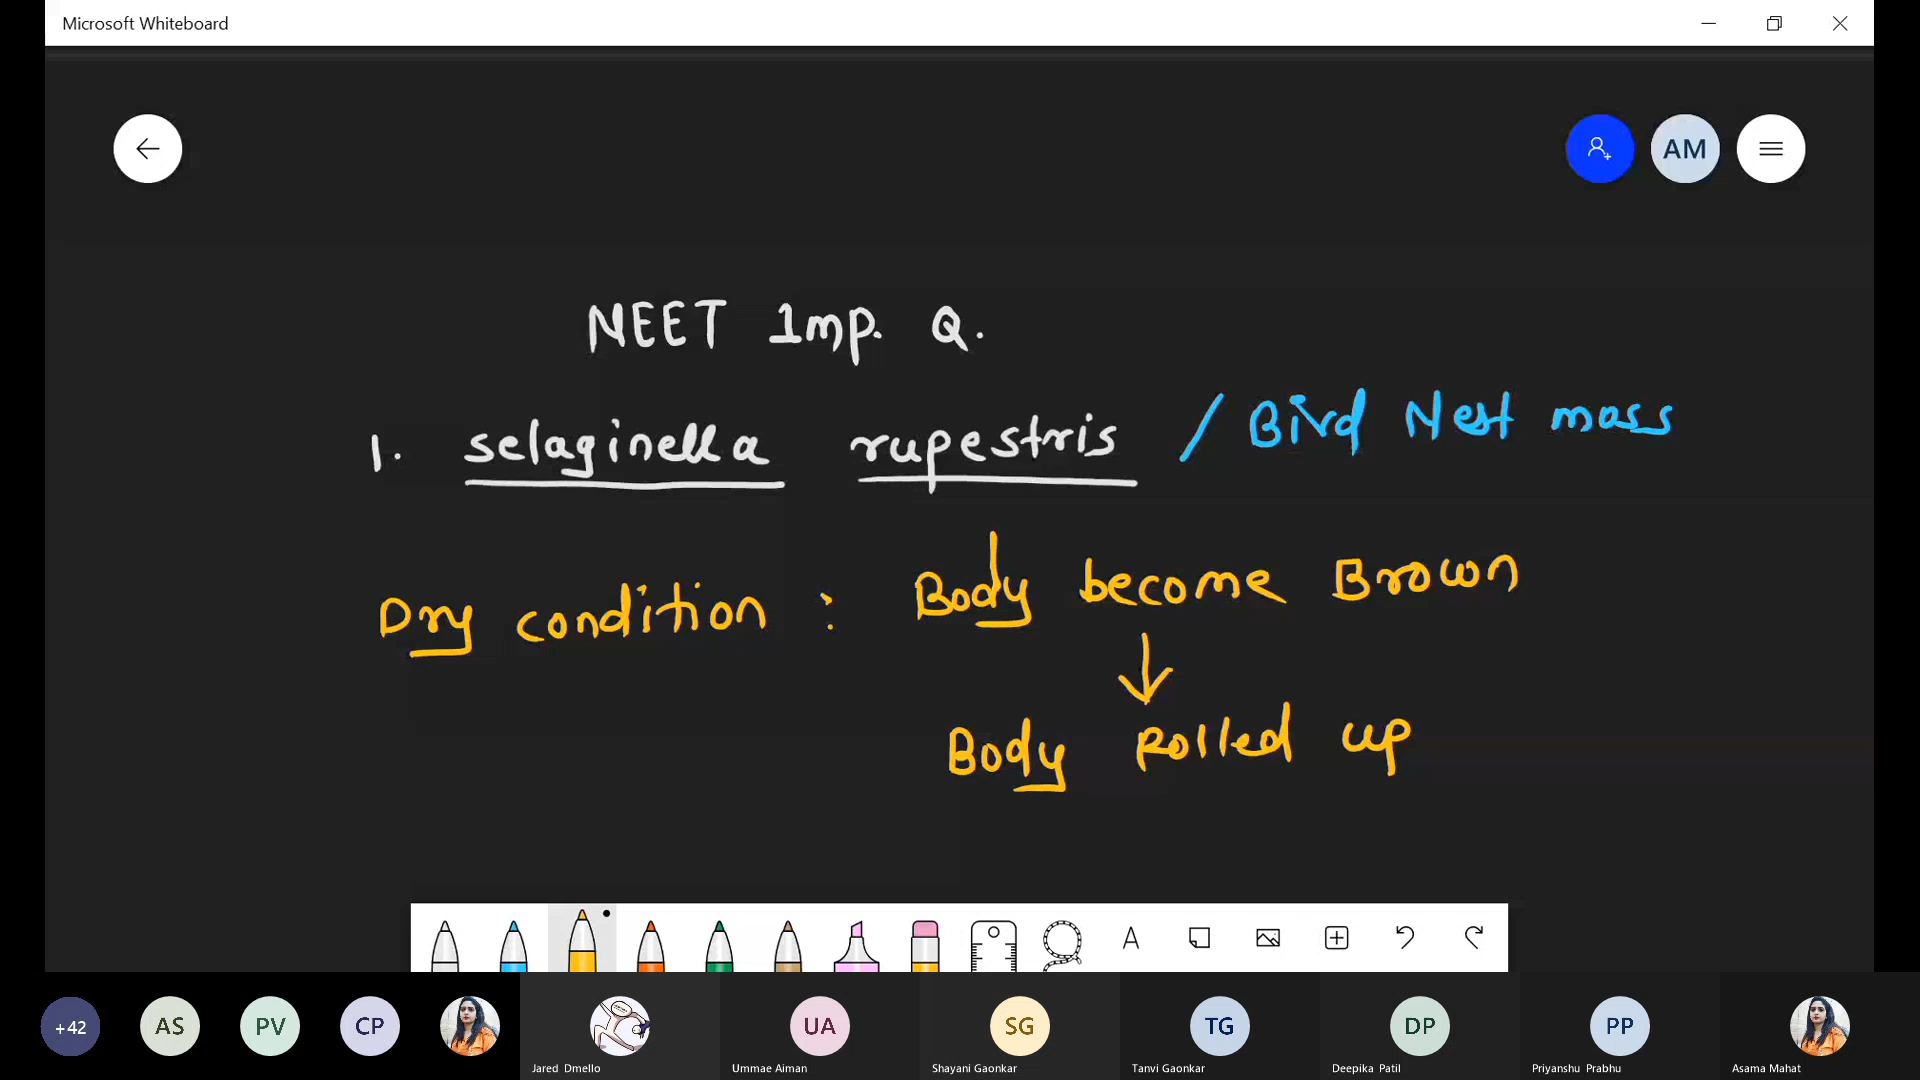 Microsoft Whiteboard
AM
NEET Imp. Q.
1. selaginella rupestris / Bird Nest moss
Dry condition : Body become Brown
Body Rolled up
A
+42
AS
PV
CP
UA
SG
TG
DP
PP
Jared Dmello
Ummae Aiman
Shayani Gaonkar
Tanvi Gaonkar
Deepika Patil
Priyanshu Prabhu
Asama Mahat